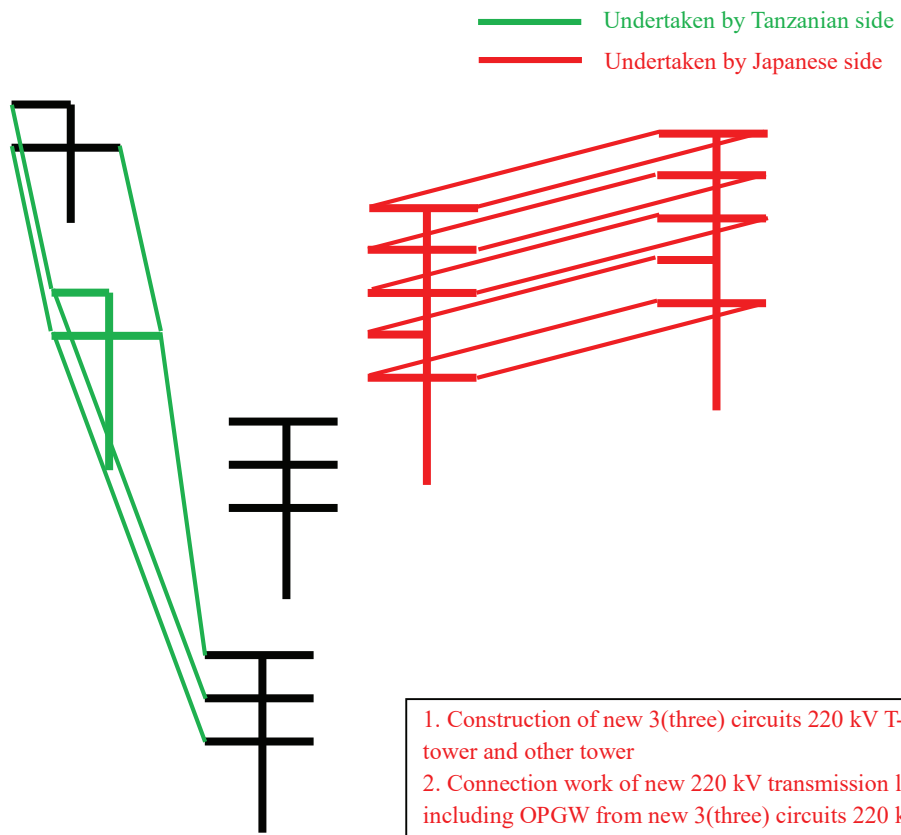 Undertaken by Tanzanian side
Undertaken by Japanese side
1. Construction of new 3(three) circuits 220 kV T-
tower and other tower
2. Connection work of new 220 kV transmission
including OPGW from new 3(three) circuits 220